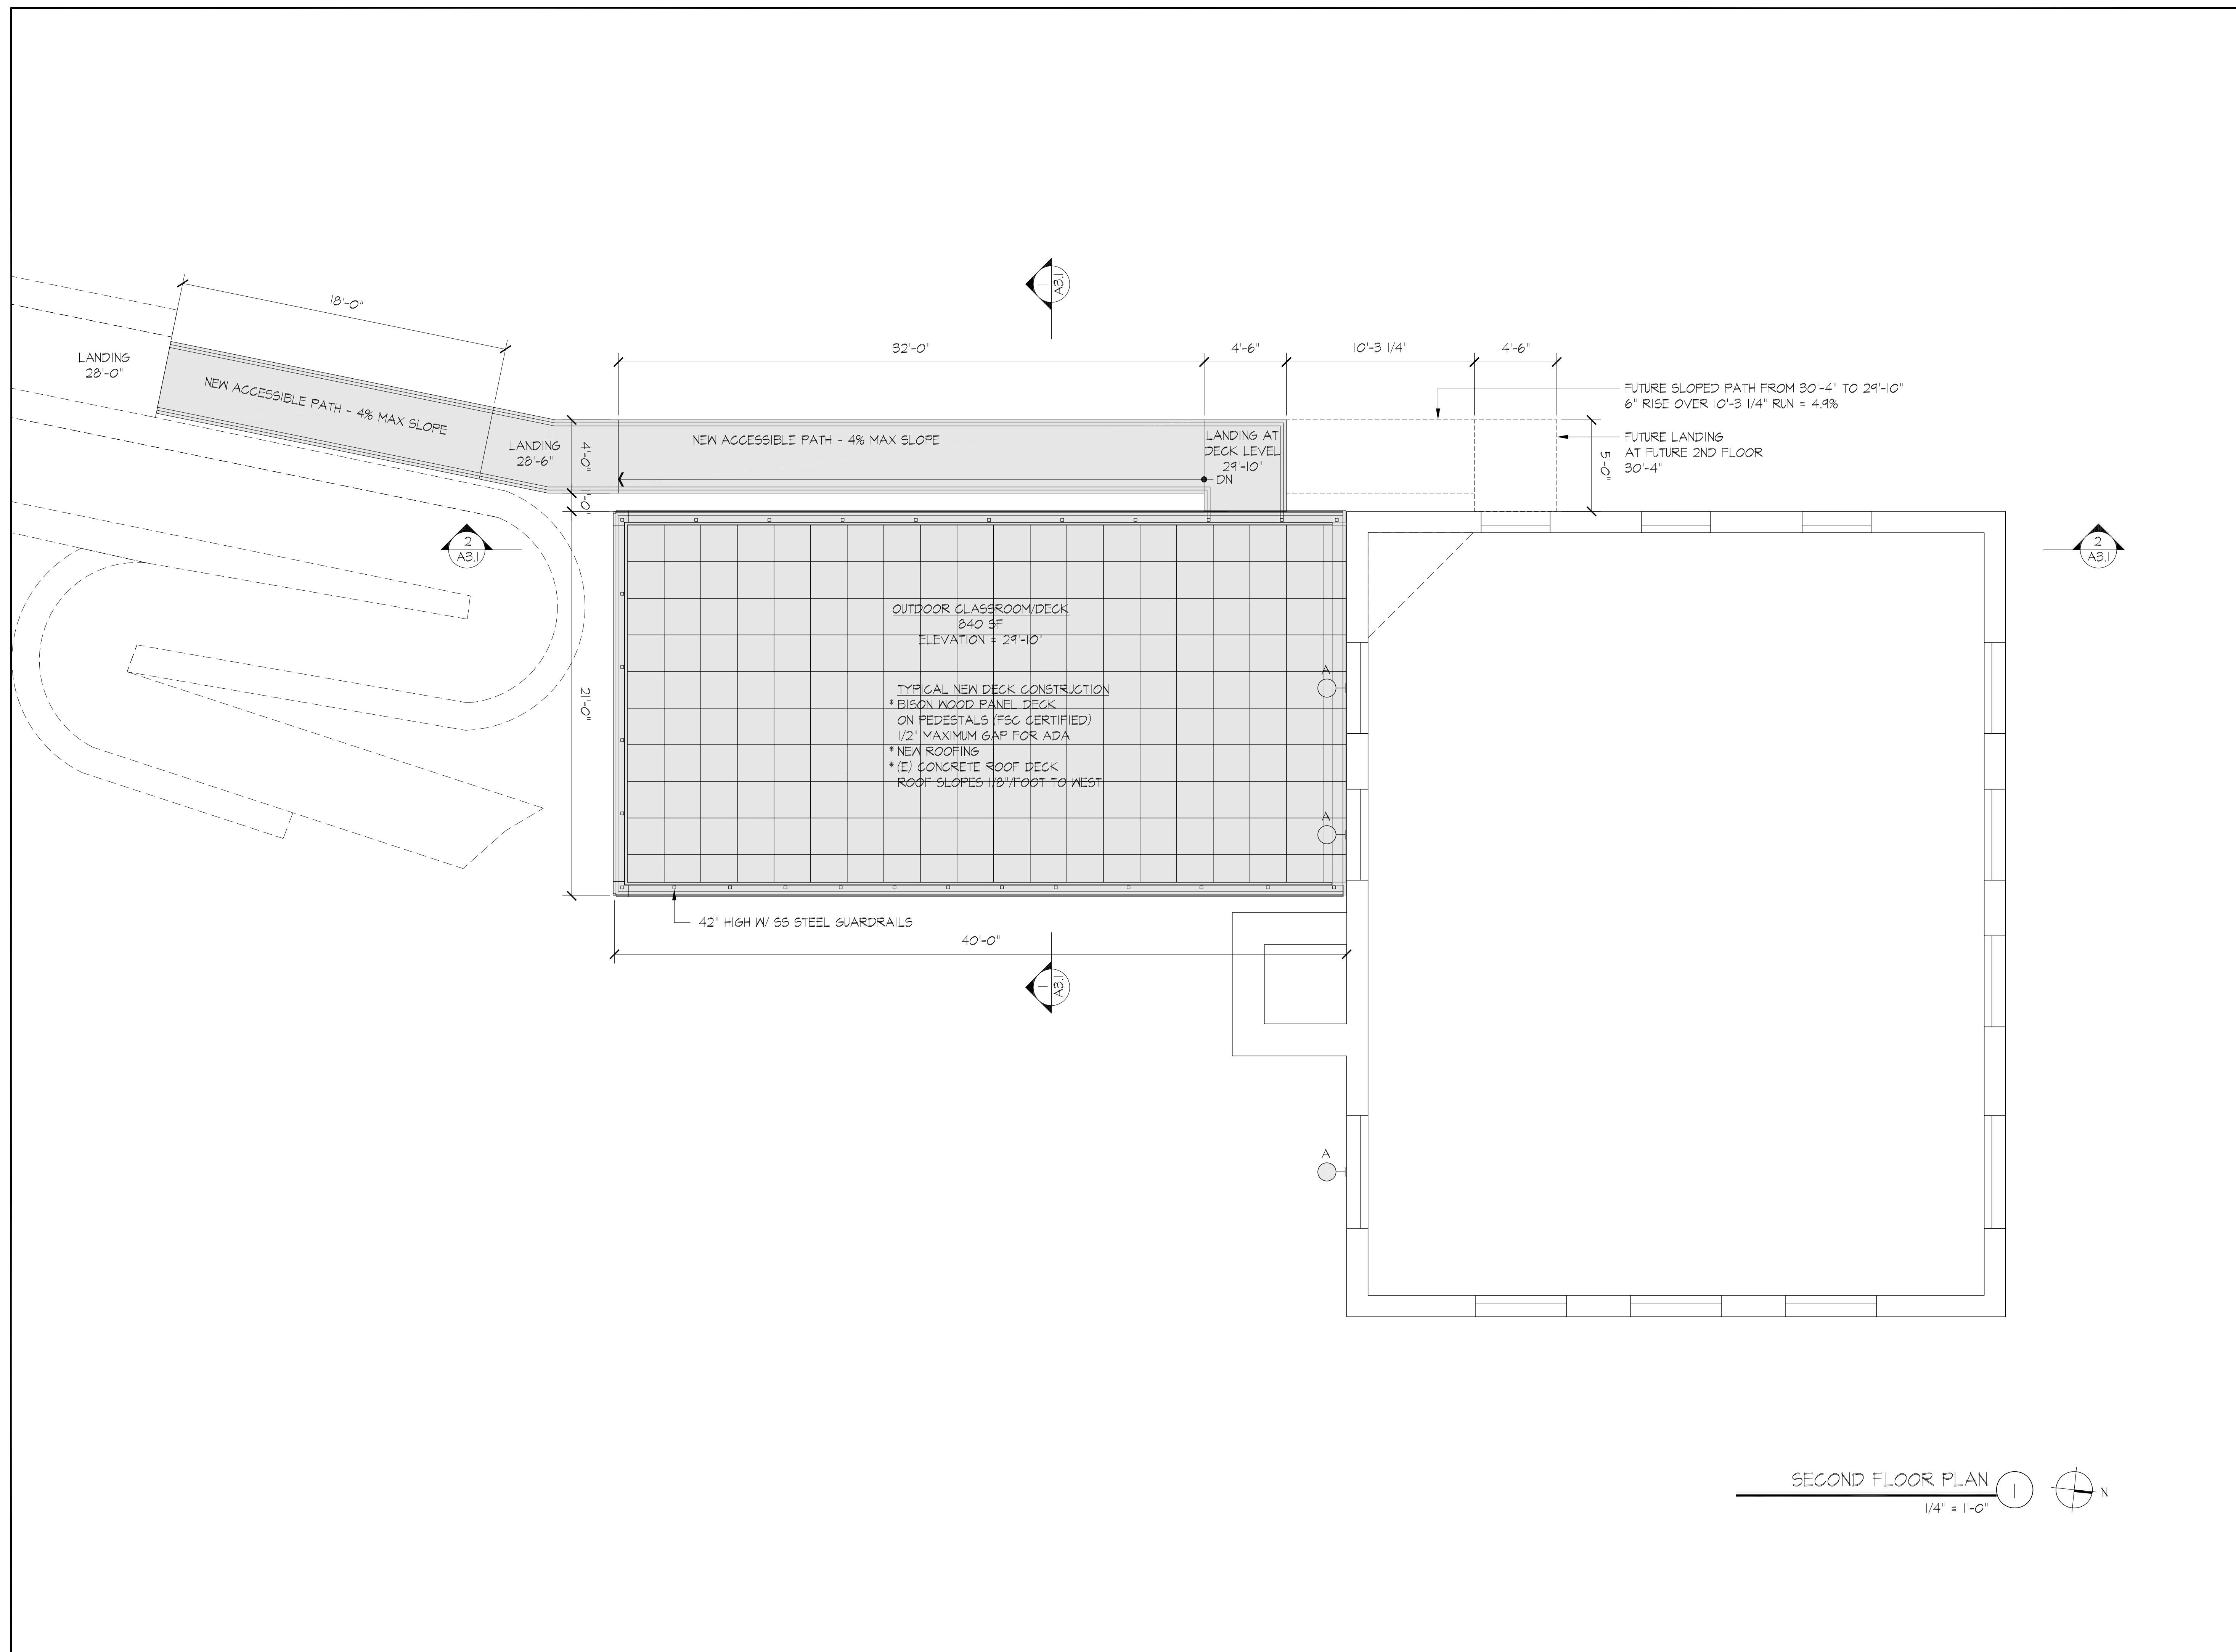 1
A3.1
18'-0"
32'-0"
4'-6"
10'-3 1/4"
4'-6"
LANDING
28'-0"
NEW ACCESSIBLE PATH - 4% MAX SLOPE
LANDING
28'-6"
4'-0"
1'-0"
NEW ACCESSIBLE PATH - 4% MAX SLOPE
LANDING AT
DECK LEVEL
29'-10"
DN
FUTURE SLOPED PATH FROM 30'-4" TO 29'-10"
6" RISE OVER 10'-3 1/4" RUN = 4.9%
FUTURE LANDING
AT FUTURE 2ND FLOOR
30'-4"
5'-0"
2
A3.1
2
A3.1
OUTDOOR CLASSROOM/DECK
840 SF
ELEVATION = 29'-10"
21'-0"
TYPICAL NEW DECK CONSTRUCTION
* BISON WOOD PANEL DECK
ON PEDESTALS (FSC CERTIFIED)
1/2" MAXIMUM GAP FOR ADA
* NEW ROOFING
* (E) CONCRETE ROOF DECK
ROOF SLOPES 1/8"/FOOT TO WEST
A
A
42" HIGH W/ SS STEEL GUARDRAILS
40'-0"
1
A3.1
A
SECOND FLOOR PLAN
1
N
1/4" = 1'-0"